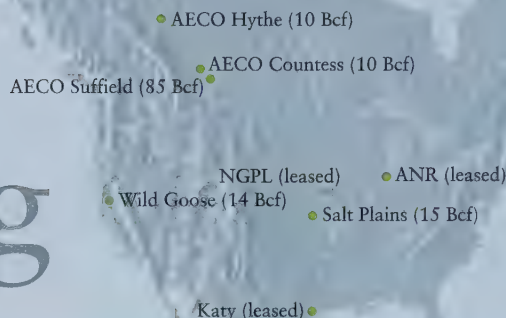 AECO Hythe (10 Bcf)
AECO Countess (10 Bcf)
AECO Suffield (85 Bcf)
NGPL (leased)
ANR (leased)
Wild Goose (14 Bcf)
Salt Plains (15 Bcf)
g
Katy (leased)